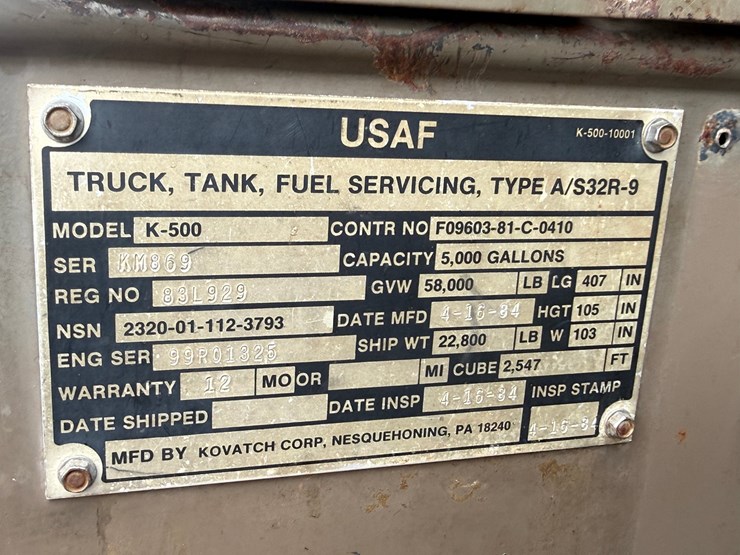 USAF K-500-10001
TRUCK, TANK, FUEL SERVICING, TYPE A/S32R-9
MODEL K-500 CONTR NO F09603-81-C-0410
SER KM869 CAPACITY 5,000 GALLONS
REG NO 83L929 GVW 58,000 LB LG 407 IN
NSN 2320-01-112-3793 DATE MFD 4-16-84 HGT 105 IN
ENG SER 99R01325 SHIP WT 22,800 LB W 103 IN
WARRANTY 12 MO OR MI CUBE 2,547 FT
DATE SHIPPED DATE INSP 4-16-84 INSP STAMP
MFD BY KOVATCH CORP, NESQUEHONING, PA 18240 4-16-84